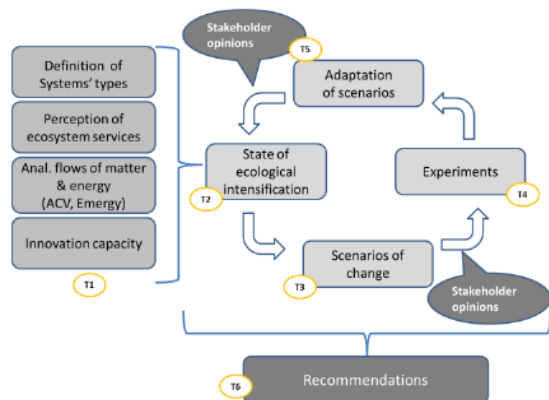 Stakeholder
opinions
T5
Adaptation
of scenarios
Definition of
Systems' types
Perception of
ecosystem services
Anal. flows of matter
& energy
(ACV, Emergy)
Innovation capacity
T1
State of
ecological
intensification
T2
Experiments
T4
Scenarios of
change
T3
Stakeholder
opinions
Recommendations
T6